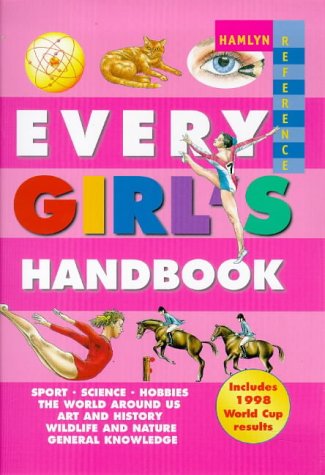 HAMLYN
REFERENCE
EVERY
GIRL'S
HANDBOOK
SPORT • SCIENCE • HOBBIES
THE WORLD AROUND US
ART AND HISTORY
WILDLIFE AND NATURE
GENERAL KNOWLEDGE
Includes
1998
World Cup
results